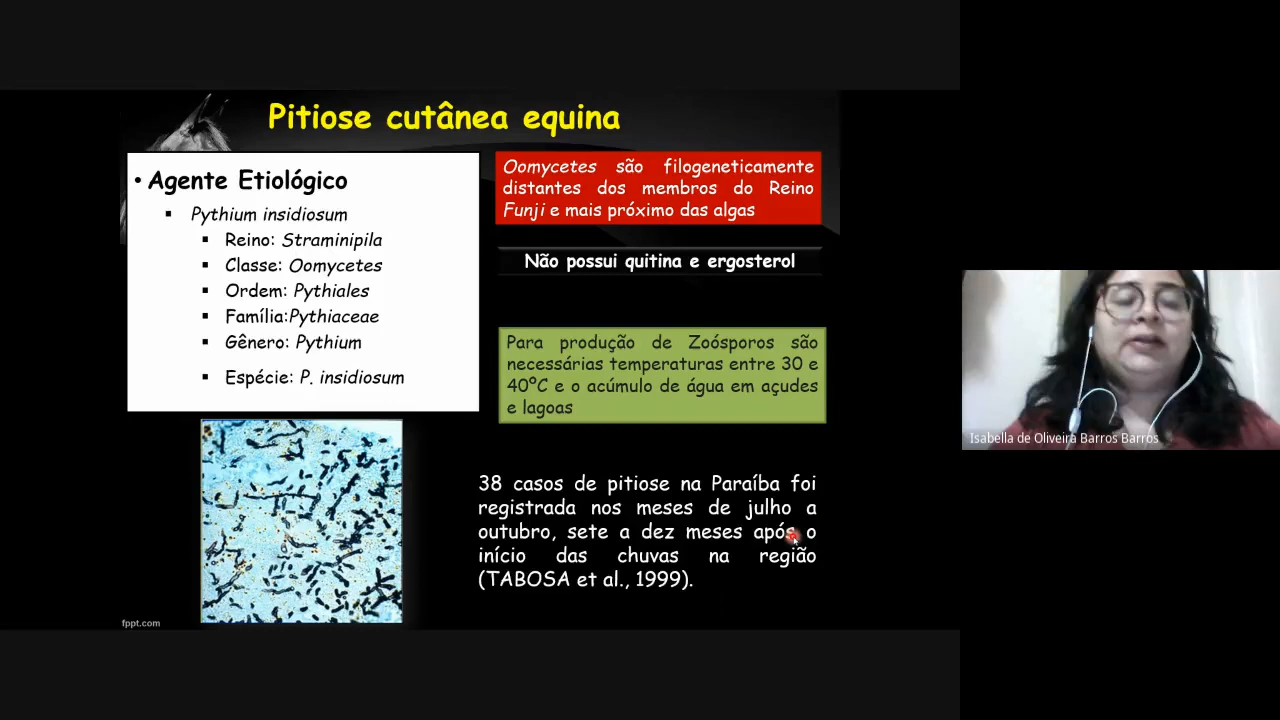 Pitiose cutânea equina
• Agente Etiológico
▪ Pythium insidiosum
▪ Reino: Straminipila
▪ Classe: Oomycetes
▪ Ordem: Pythiales
▪ Família:Pythiaceae
▪ Gênero: Pythium
▪ Espécie: P. insidiosum
Oomycetes são filogeneticamente
distantes dos membros do Reino
Funji e mais próximo das algas
Não possui quitina e ergosterol
Para produção de Zoósporos são
necessárias temperaturas entre 30 e
40ºC e o acúmulo de água em açudes
e lagoas
38 casos de pitiose na Paraíba foi
registrada nos meses de julho a
outubro, sete a dez meses após o
início das chuvas na região
(TABOSA et al., 1999).
fppt.com
Isabella de Oliveira Barros Barros